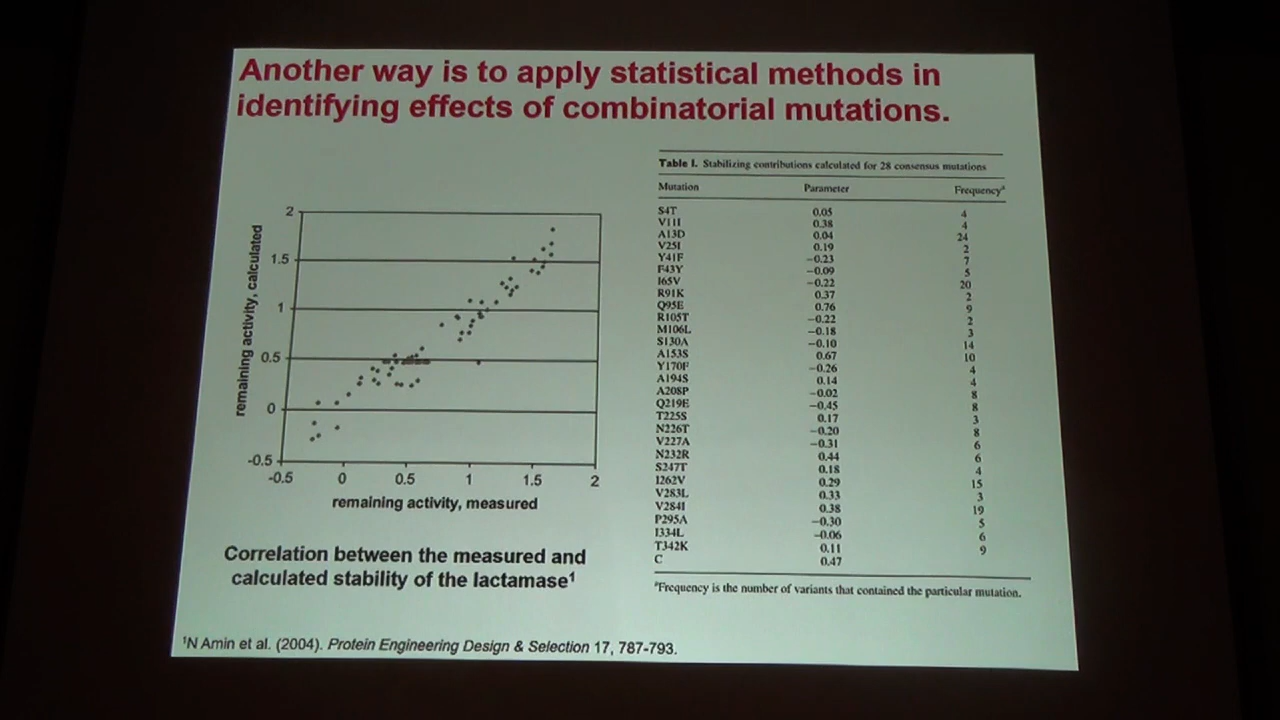 Another way is to apply statistical methods in
identifying effects of combinatorial mutations.
2
1.5
1
0.5
0
-0.5
-0.5 0 0.5 1 1.5 2
remaining activity, calculated
remaining activity, measured
Correlation between the measured and
calculated stability of the lactamase¹
Table I. Stabilizing contributions calculated for 28 consensus mutations
Mutation Parameter Frequencyᵃ
S4T 0.05 4
V11I 0.38 4
A13D 0.04 24
V25I 0.19 2
Y41F −0.23 7
F43Y −0.09 5
I65V −0.22 20
R91K 0.37 2
Q95E 0.76 9
R105T −0.22 2
M106L −0.18 3
S130A −0.10 14
A153S 0.67 10
Y170F −0.26 4
A194S 0.14 4
A208P −0.02 8
Q219E −0.45 8
T225S 0.17 3
N226T −0.20 8
V227A −0.31 6
N232R 0.44 6
S247T 0.18 4
I262V 0.29 15
V283L 0.33 3
V284I 0.38 19
P295A −0.30 5
I334L −0.06 6
T342K 0.11 9
C 0.47
ᵃFrequency is the number of variants that contained the particular mutation.
¹N Amin et al. (2004). Protein Engineering Design & Selection 17, 787-793.